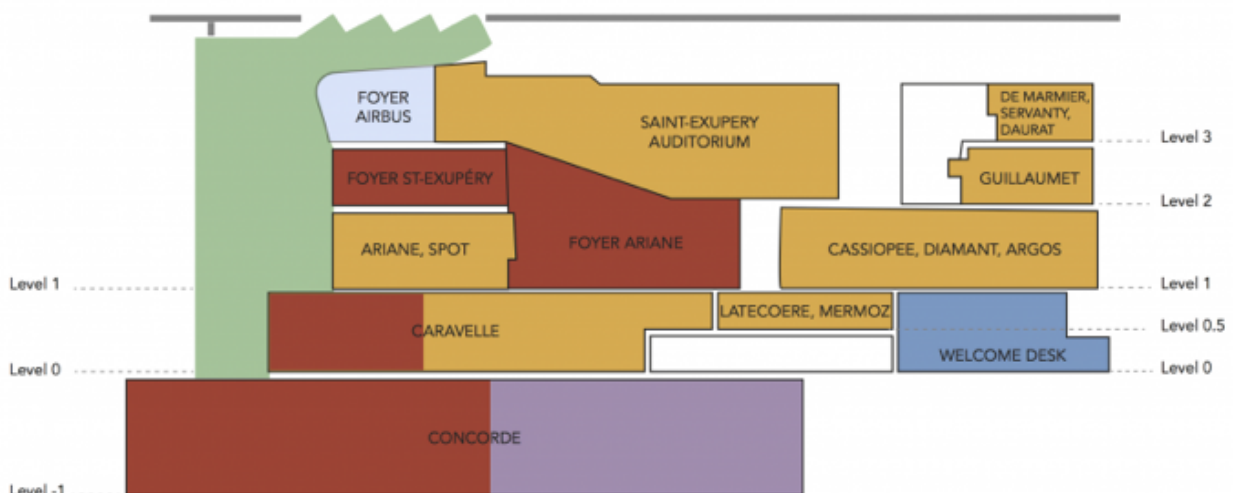 FOYER
AIRBUS
SAINT-EXUPERY
AUDITORIUM
DE MARMIER,
SERVANTY,
DAURAT
Level 3
FOYER ST-EXUPÉRY
GUILLAUMET
Level 2
ARIANE, SPOT
FOYER ARIANE
CASSIOPEE, DIAMANT, ARGOS
Level 1
Level 1
CARAVELLE
LATECOERE, MERMOZ
Level 0.5
WELCOME DESK
Level 0
Level 0
CONCORDE
Level -1